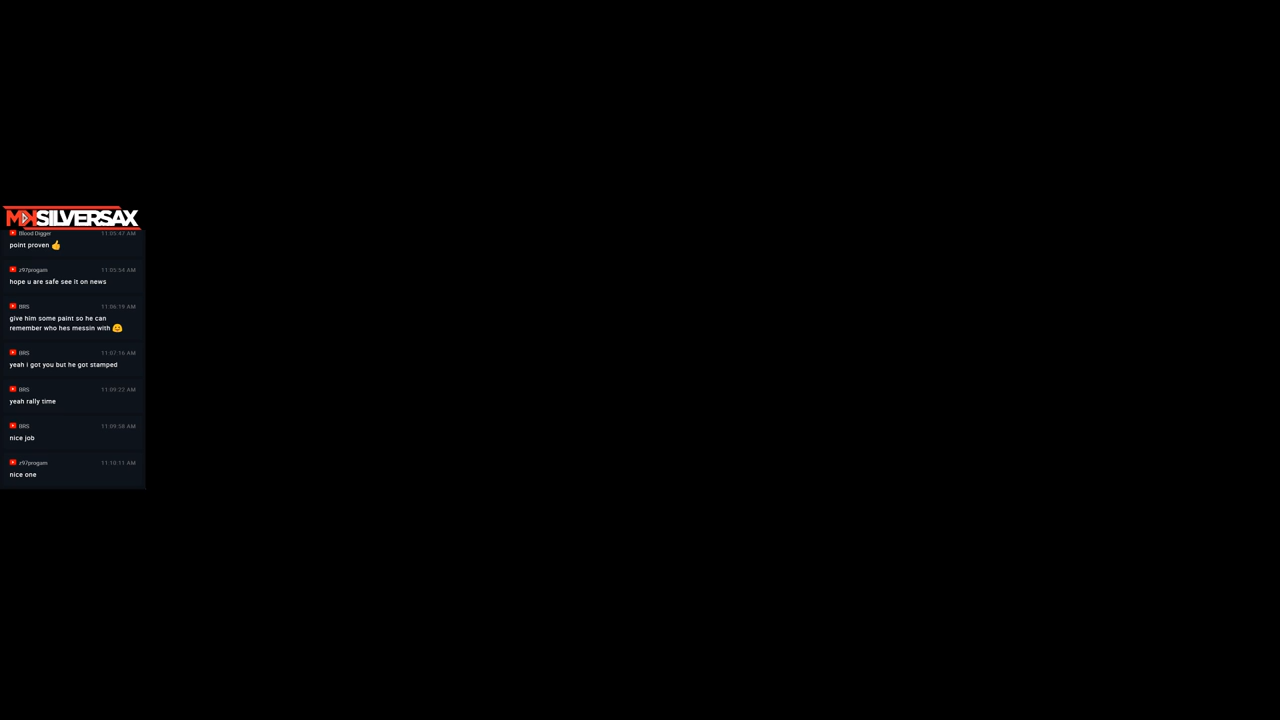 MDKSILVERSAX
Blood Digger 11:05:47 AM
point proven 👍
z97progam 11:05:54 AM
hope u are safe see it on news
BRS 11:06:19 AM
give him some paint so he can
remember who hes messin with 🤗
BRS 11:07:16 AM
yeah i got you but he got stamped
BRS 11:09:22 AM
yeah rally time
BRS 11:09:58 AM
nice job
z97progam 11:10:11 AM
nice one